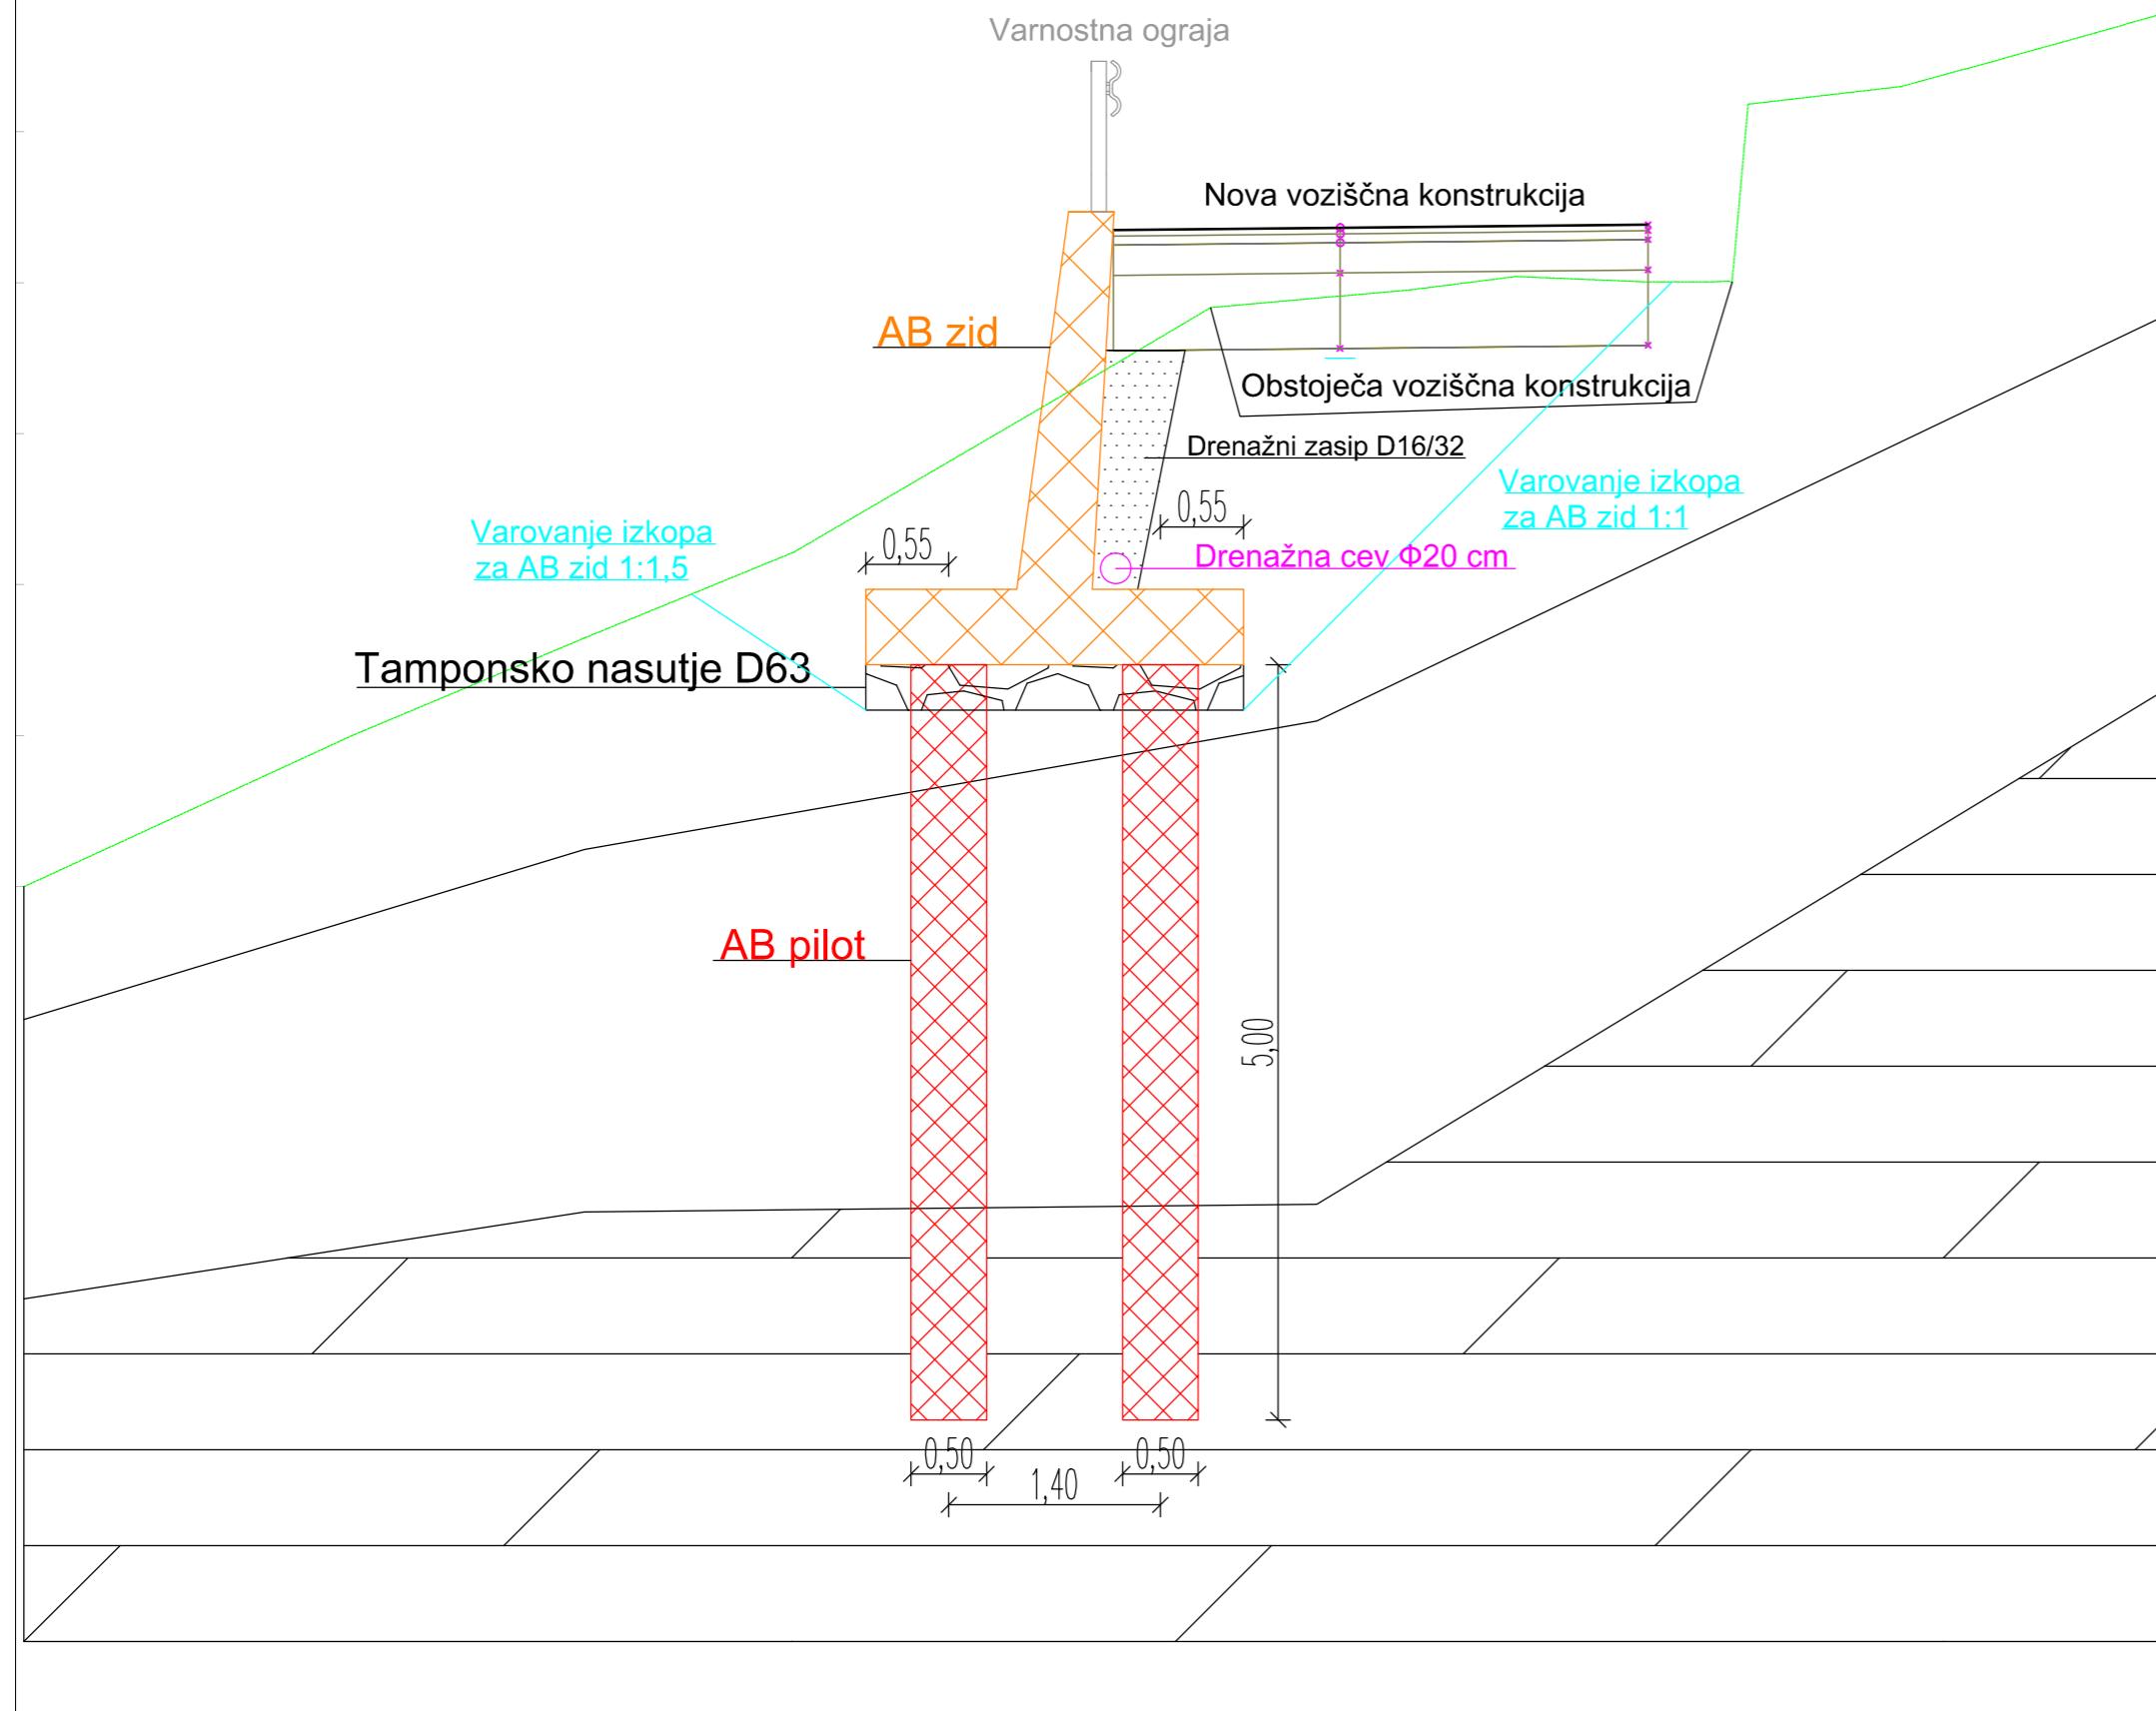 Varnostna ograja
Nova voziščna konstrukcija
AB zid
Obstoječa voziščna konstrukcija
Drenažni zasip D16/32
Varovanje izkopa
za AB zid 1:1
0,55
Varovanje izkopa
za AB zid 1:1,5
0,55
Drenažna cev Φ20 cm
Tamponsko nasutje D63
AB pilot
5,00
0,50
0,50
1,40